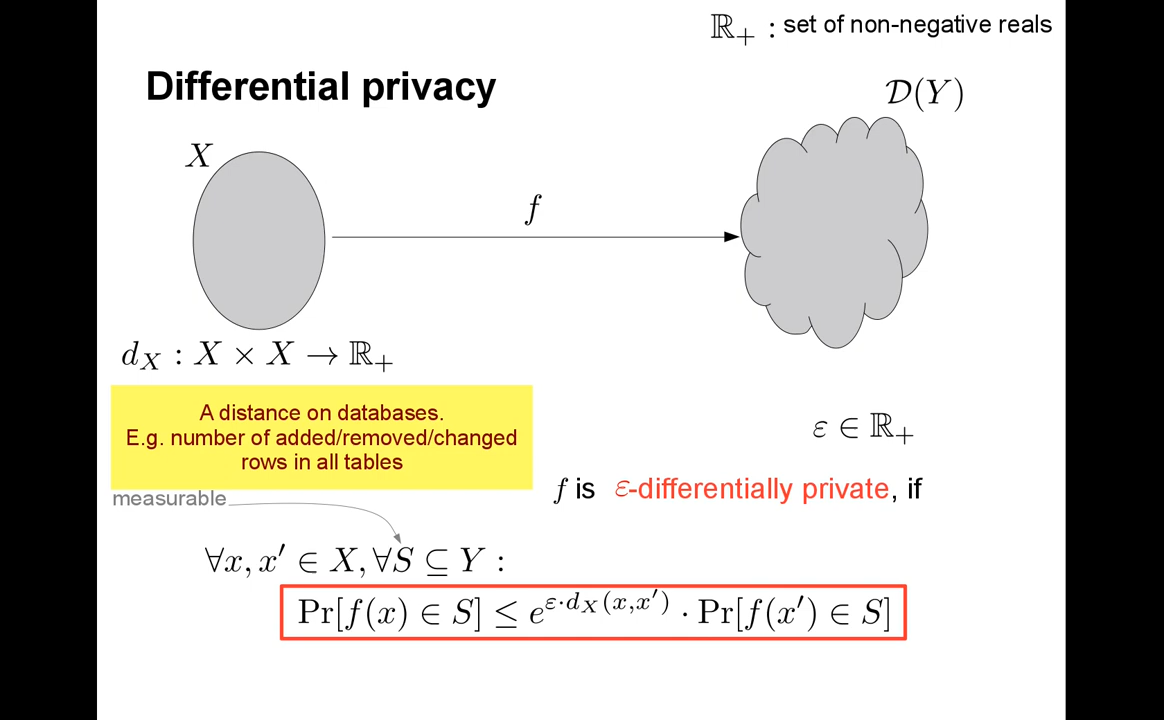 ℝ₊ : set of non-negative reals
Differential privacy
𝒟(Y)
X
f
d_X : X × X → ℝ₊
A distance on databases.
E.g. number of added/removed/changed
rows in all tables
ε ∈ ℝ₊
f is ε-differentially private, if
measurable
∀x, x′ ∈ X, ∀S ⊆ Y :
Pr[f(x) ∈ S] ≤ e^{ε·d_X(x,x′)} · Pr[f(x′) ∈ S]